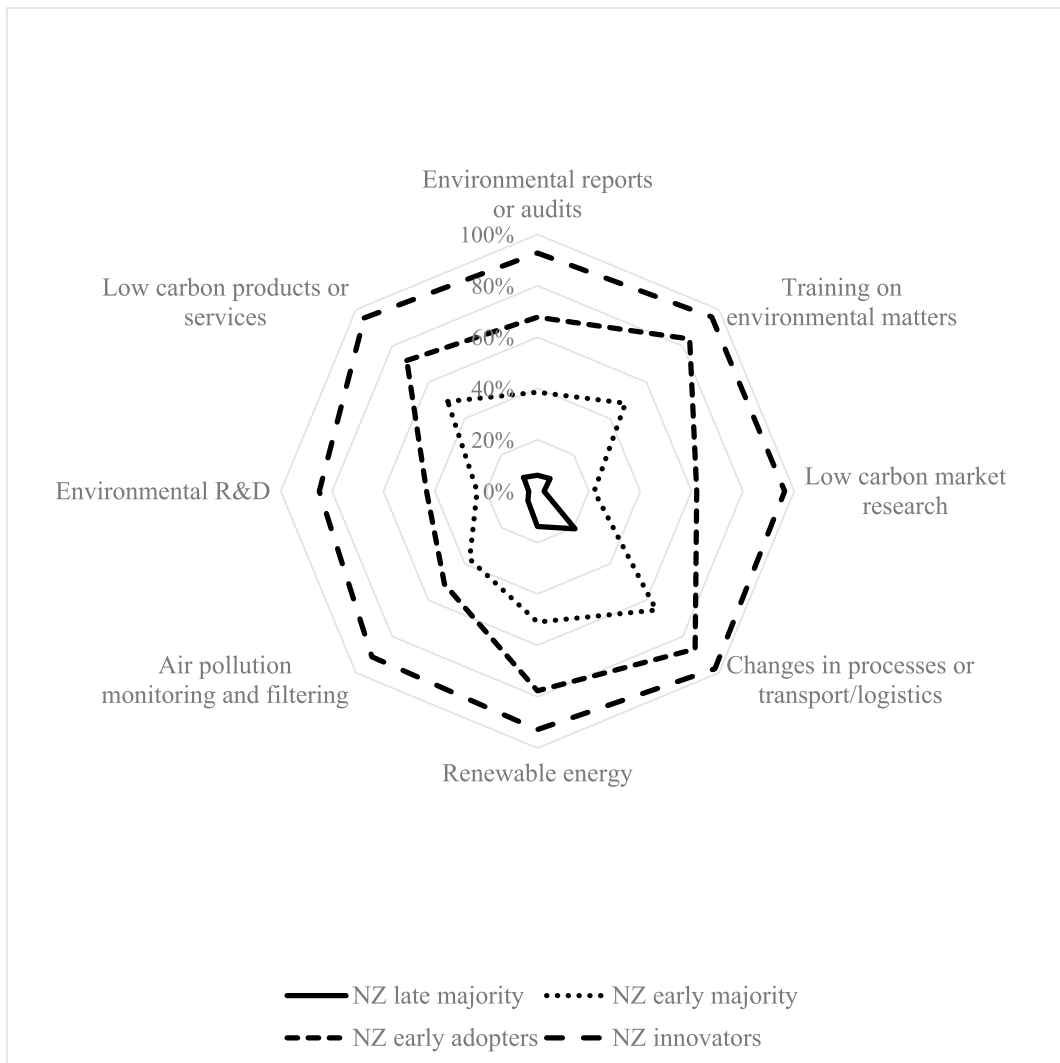 Environmental reports
or audits
100%
80%
60%
40%
20%
0%
Training on
environmental matters
Low carbon market
research
Changes in processes or
transport/logistics
Renewable energy
Air pollution
monitoring and filtering
Environmental R&D
Low carbon products or
services
NZ late majority
NZ early majority
NZ early adopters
NZ innovators